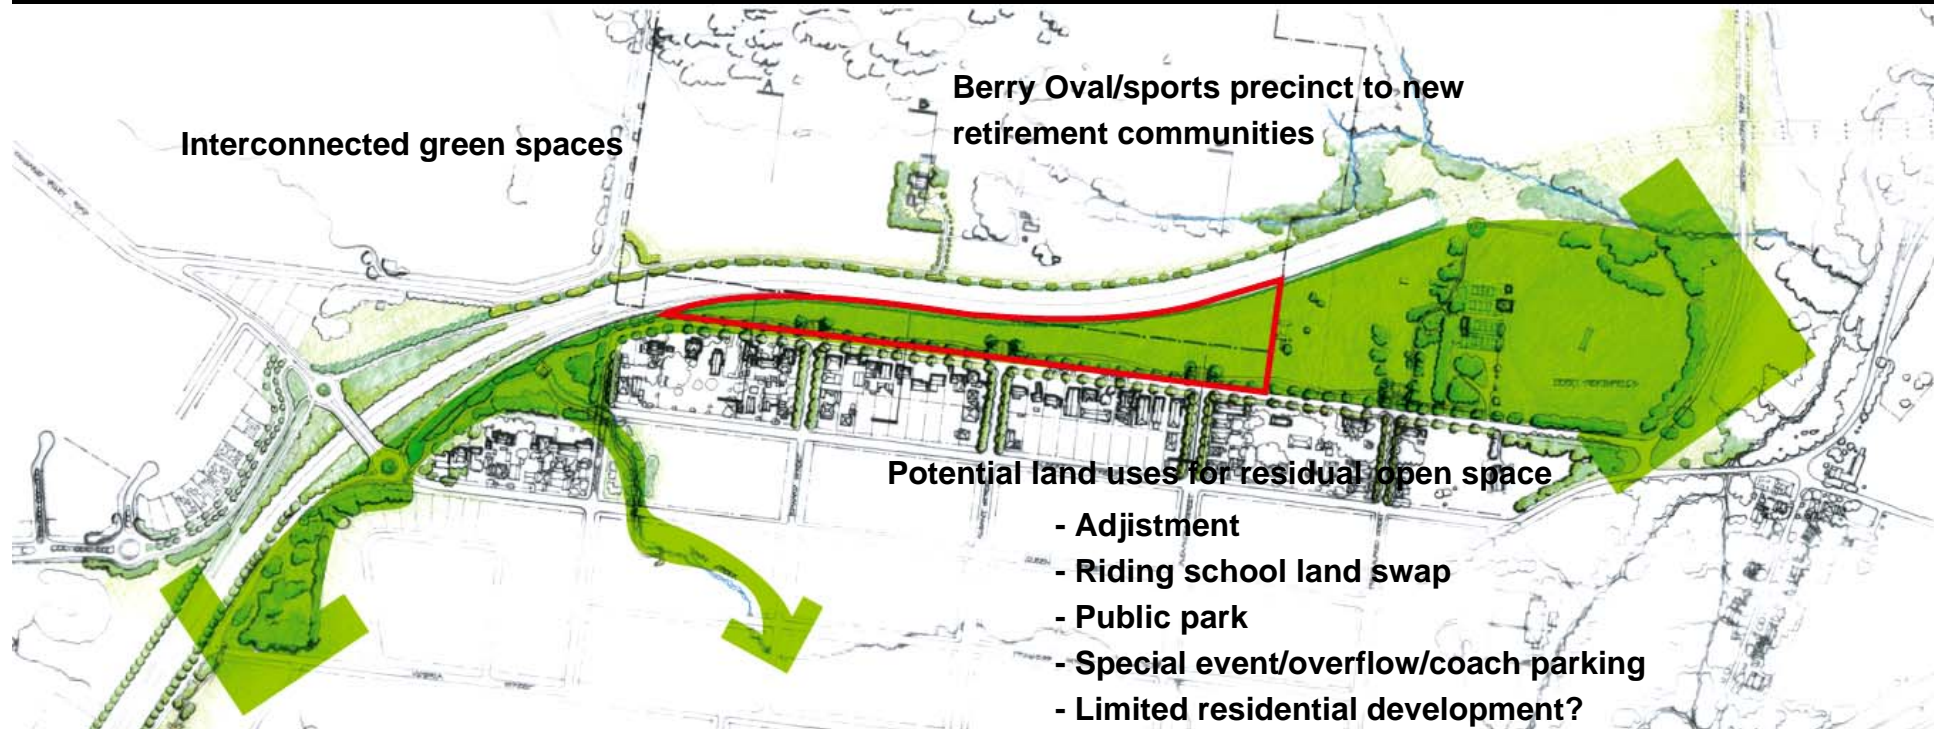 Interconnected green spaces
Berry Oval/sports precinct to new
retirement communities
Potential land uses for residual open space
- Adjistment
- Riding school land swap
- Public park
- Special event/overflow/coach parking
- Limited residential development?